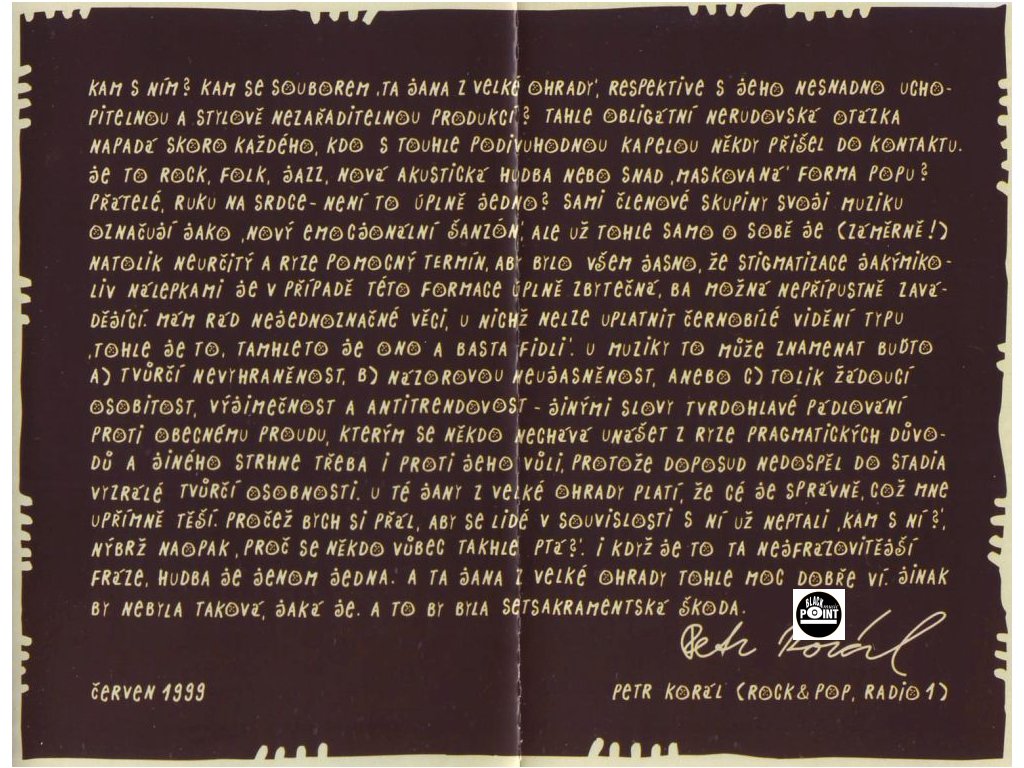 KAM S NÍM? KAM SE SOUBOREM ‚TA JANA Z VELKÉ OHRADY‘, RESPEKTIVE S JEHO NESNADNO UCHO-
PITELNOU A STYLOVĚ NEZAŘADITELNOU PRODUKCÍ? TAHLE OBLIGÁTNÍ NERUDOVSKÁ OTÁZKA
NAPADÁ SKORO KAŽDÉHO, KDO S TOUHLE PODIVUHODNOU KAPELOU NĚKDY PŘIŠEL DO KONTAKTU.
JE TO ROCK, FOLK, JAZZ, NOVÁ AKUSTICKÁ HUDBA NEBO SNAD ‚MASKOVANÁ‘ FORMA POPU?
PŘÁTELÉ, RUKU NA SRDCE - NENÍ TO ÚPLNĚ JEDNO? SAMI ČLENOVÉ SKUPINY SVOJI MUZIKU
OZNAČUJÍ JAKO ‚NOVÝ EMOCJONÁLNÍ ŠANZÓN‘, ALE UŽ TOHLE SAMO O SOBĚ JE (ZÁMĚRNĚ!)
NATOLIK NEURČITÝ A RYZE POMOCNÝ TERMÍN, ABY BYLO VŠEM JASNO, ŽE STIGMATIZACE JAKÝMIKO-
LIV NÁLEPKAMI JE V PŘÍPADĚ TÉTO FORMACE ÚPLNĚ ZBYTEČNÁ, BA MOŽNÁ NEPŘÍPUSTNĚ ZAVÁ-
DĚJÍCÍ. MÁM RÁD NEJEDNOZNAČNÉ VĚCI, U NICHŽ NELZE UPLATNIT ČERNOBÍLÉ VIDĚNÍ TYPU
‚TOHLE JE TO, TAMHLETO JE ONO A BASTA FIDLI‘. U MUZIKY TO MŮŽE ZNAMENAT BUĎTO
A) TVŮRČÍ NEVYHRANĚNOST, B) NÁZOROVOU NEUJASNĚNOST, ANEBO C) TOLIK ŽÁDOUCÍ
OSOBITOST, VÝJIMEČNOST A ANTITRENDOVOST - JINÝMI SLOVY TVRDOHLAVÉ PÁDLOVÁNÍ
PROTI OBECNÉMU PROUDU, KTERÝM SE NĚKDO NECHÁVÁ UNÁŠET Z RYZE PRAGMATICKÝCH DŮVO-
DŮ A JINÉHO STRHNE TŘEBA I PROTI JEHO VŮLI, PROTOŽE DOPOSUD NEDOSPĚL DO STADIA
VYZRÁLÉ TVŮRČÍ OSOBNOSTI. U TÉ JANY Z VELKÉ OHRADY PLATÍ, ŽE CÉ JE SPRÁVNĚ, COŽ MNE
UPŘÍMNĚ TĚŠÍ. PROČEŽ BYCH SI PŘÁL, ABY SE LIDÉ V SOUVISLOSTI S NÍ UŽ NEPTALI ‚KAM S NÍ?‘,
NÝBRŽ NAOPAK ‚PROČ SE NĚKDO VŮBEC TAKHLE PTÁ?‘. I KDYŽ JE TO TA NEJFRÁZOVITĚJŠÍ
FRÁZE, HUDBA JE JENOM JEDNA. A TA JANA Z VELKÉ OHRADY TOHLE MOC DOBŘE VÍ. JINAK
BY NEBYLA TAKOVÁ, JAKÁ JE. A TO BY BYLA SETSAKRAMENTSKÁ ŠKODA.
BLACK POINT music
Petr Korál
ČERVEN 1999
PETR KORÁL (ROCK & POP, RADIO 1)